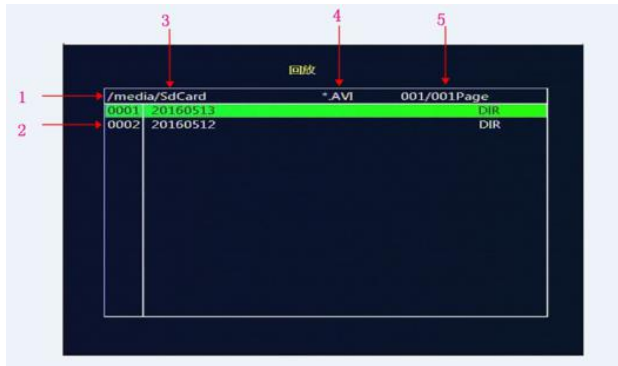 3 4 5
回放
1 /media/SdCard *.AVI 001/001Page
0001 20160513 DIR
2 0002 20160512 DIR